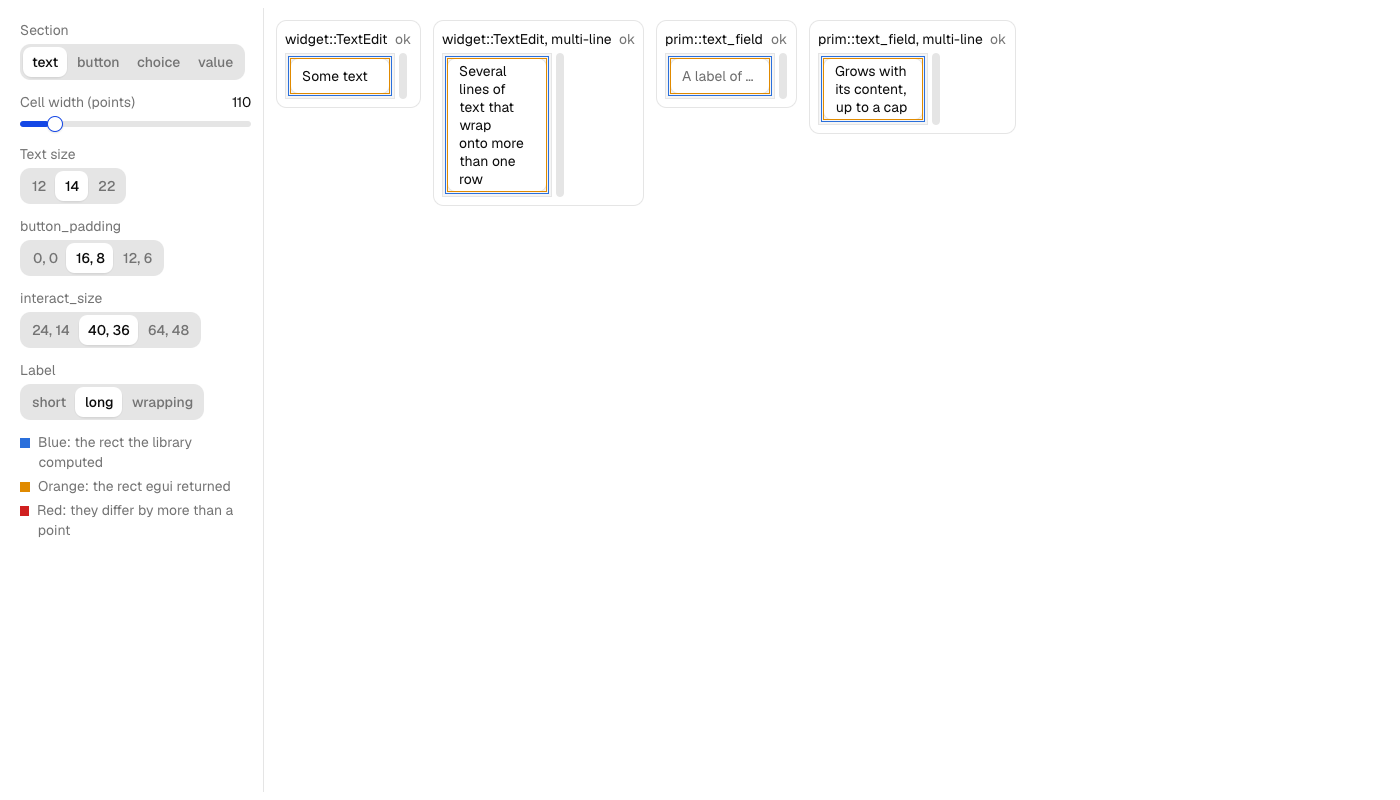 Section
text button choice value
Cell width (points) 110
Text size
12 14 22
button_padding
0, 0 16, 8 12, 6
interact_size
24, 14 40, 36 64, 48
Label
short long wrapping
Blue: the rect the library
computed
Orange: the rect egui returned
Red: they differ by more than a
point
widget::TextEdit ok
Some text
widget::TextEdit, multi-line ok
Several
lines of
text that
wrap
onto more
than one
row
prim::text_field ok
A label of …
prim::text_field, multi-line ok
Grows with
its content,
up to a cap